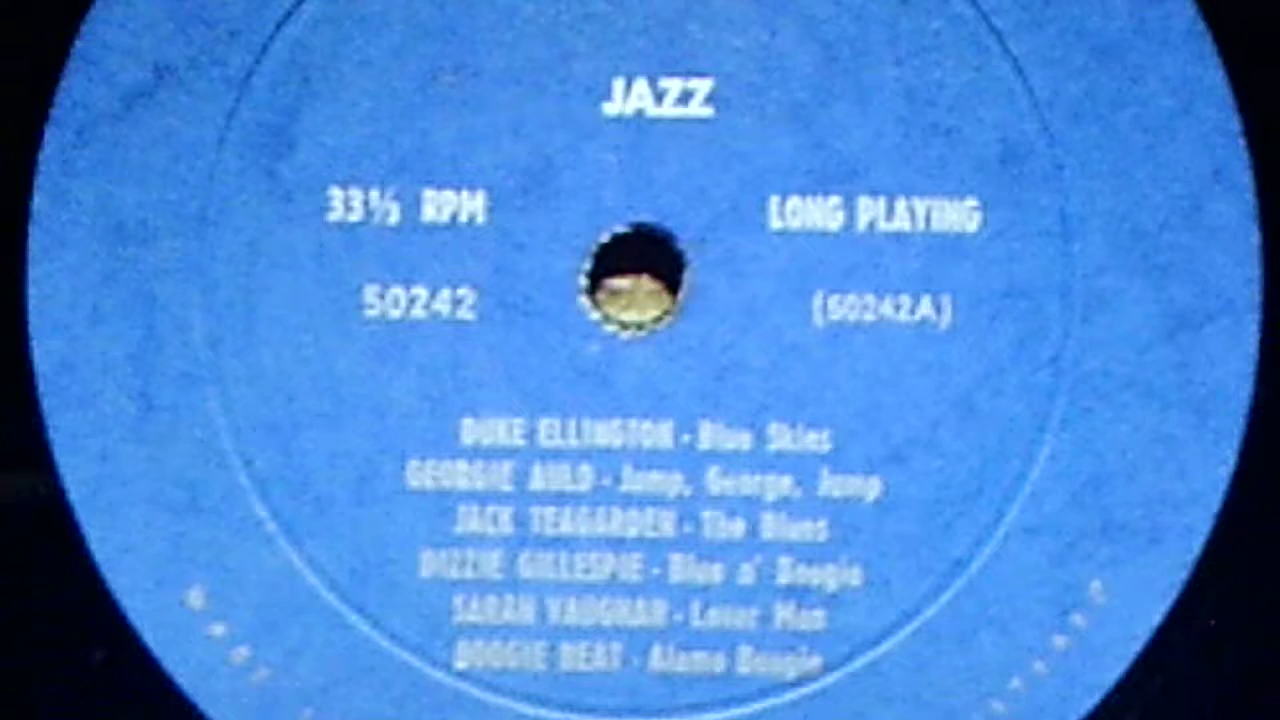 JAZZ
33⅓ RPM
LONG PLAYING
50242
(50242A)
DUKE ELLINGTON - Blue Skies
GEORGIE AULD - Jump, George, Jump
JACK TEAGARDEN - The Blues
DIZZIE GILLESPIE - Blue n' Boogie
SARAH VAUGHAN - Lover Man
BOOGIE BEAT - Alamo Boogie